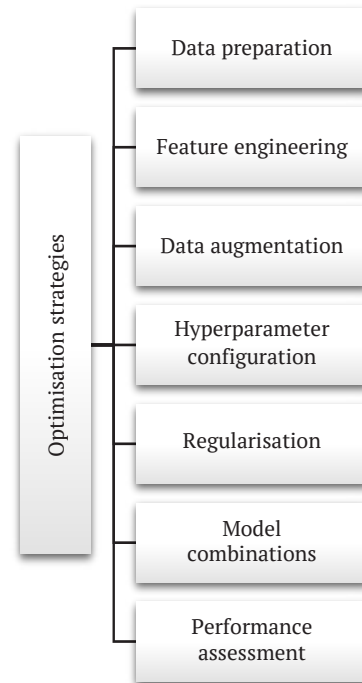 Optimisation strategies
Data preparation
Feature engineering
Data augmentation
Hyperparameter
configuration
Regularisation
Model
combinations
Performance
assessment